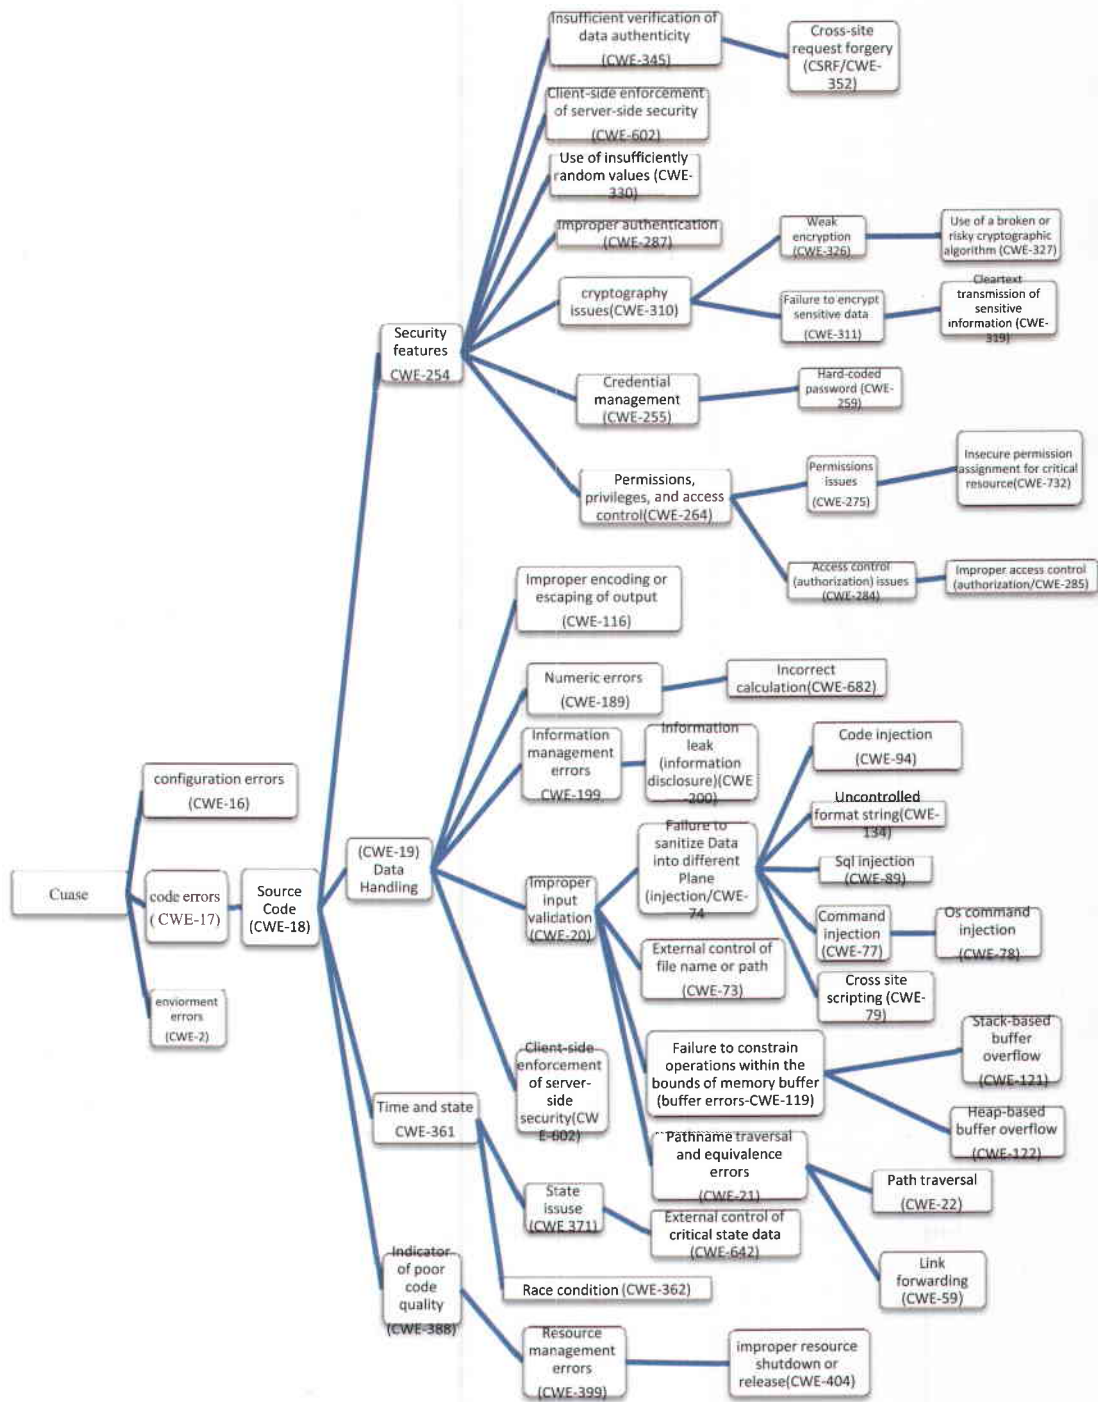 Insufficient verification of
data authenticity
(CWE-345)
Cross-site
request forgery
(CSRF/CWE-
352)
Client-side enforcement
of server-side security
(CWE-602)
Use of insufficiently
random values (CWE-
330)
Improper authentication
(CWE-287)
Weak
encryption
(CWE-326)
Use of a broken or
risky cryptographic
algorithm (CWE-327)
cryptography
issues(CWE-310)
Failure to encrypt
sensitive data
(CWE-311)
Cleartext
transmission of
sensitive
information (CWE-
319)
Security
features
CWE-254
Credential
management
(CWE-255)
Hard-coded
password (CWE-
259)
Permissions,
privileges, and access
control(CWE-264)
Permissions
issues
(CWE-275)
Insecure permission
assignment for critical
resource(CWE-732)
Access control
(authorization) issues
(CWE-284)
Improper access control
(authorization/CWE-285)
Improper encoding or
escaping of output
(CWE-116)
Numeric errors
(CWE-189)
Incorrect
calculation(CWE-682)
Information
management
errors
CWE-199
Information
leak
(information
disclosure)(CWE
-200)
Code injection
(CWE-94)
Uncontrolled
format string(CWE-
134)
Sql injection
(CWE-89)
Command
injection
(CWE-77)
Os command
injection
(CWE-78)
Cross site
scripting (CWE-
79)
configuration errors
(CWE-16)
Cuase
code errors
( CWE-17)
Source
Code
(CWE-18)
enviorment
errors
(CWE-2)
(CWE-19)
Data
Handling
Improper
input
validation
(CWE-20)
Failure to
sanitize Data
into different
Plane
(injection/CWE-
74
External control of
file name or path
(CWE-73)
Failure to constrain
operations within the
bounds of memory buffer
(buffer errors-CWE-119)
Stack-based
buffer
overflow
(CWE-121)
Heap-based
buffer overflow
(CWE-122)
Client-side
enforcement
of server-
side
security(CW
E-602)
Pathname traversal
and equivalence
errors
(CWE-21)
Path traversal
(CWE-22)
Link
forwarding
(CWE-59)
Time and state
CWE-361
State
issuse
(CWE 371)
External control of
critical state data
(CWE-642)
Race condition (CWE-362)
Indicator
of poor
code
quality
(CWE-388)
Resource
management
errors
(CWE-399)
improper resource
shutdown or
release(CWE-404)